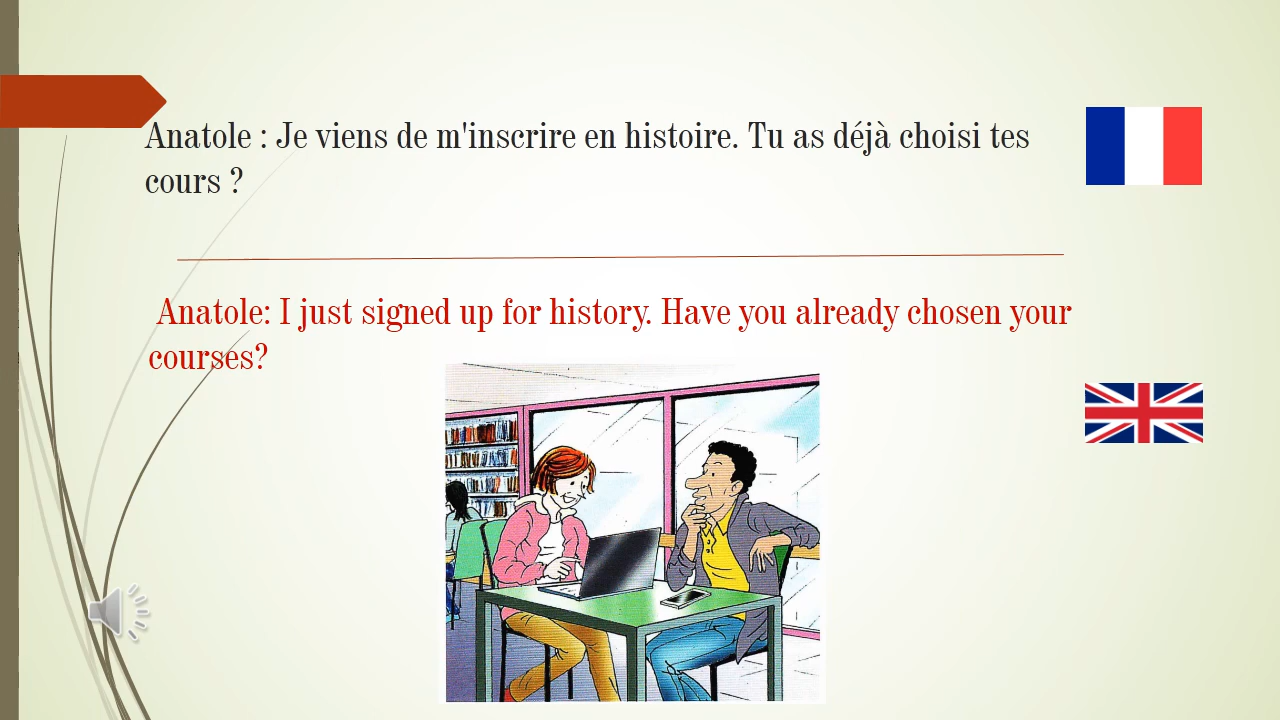 Anatole : Je viens de m'inscrire en histoire. Tu as déjà choisi tes
cours ?
Anatole: I just signed up for history. Have you already chosen your
courses?